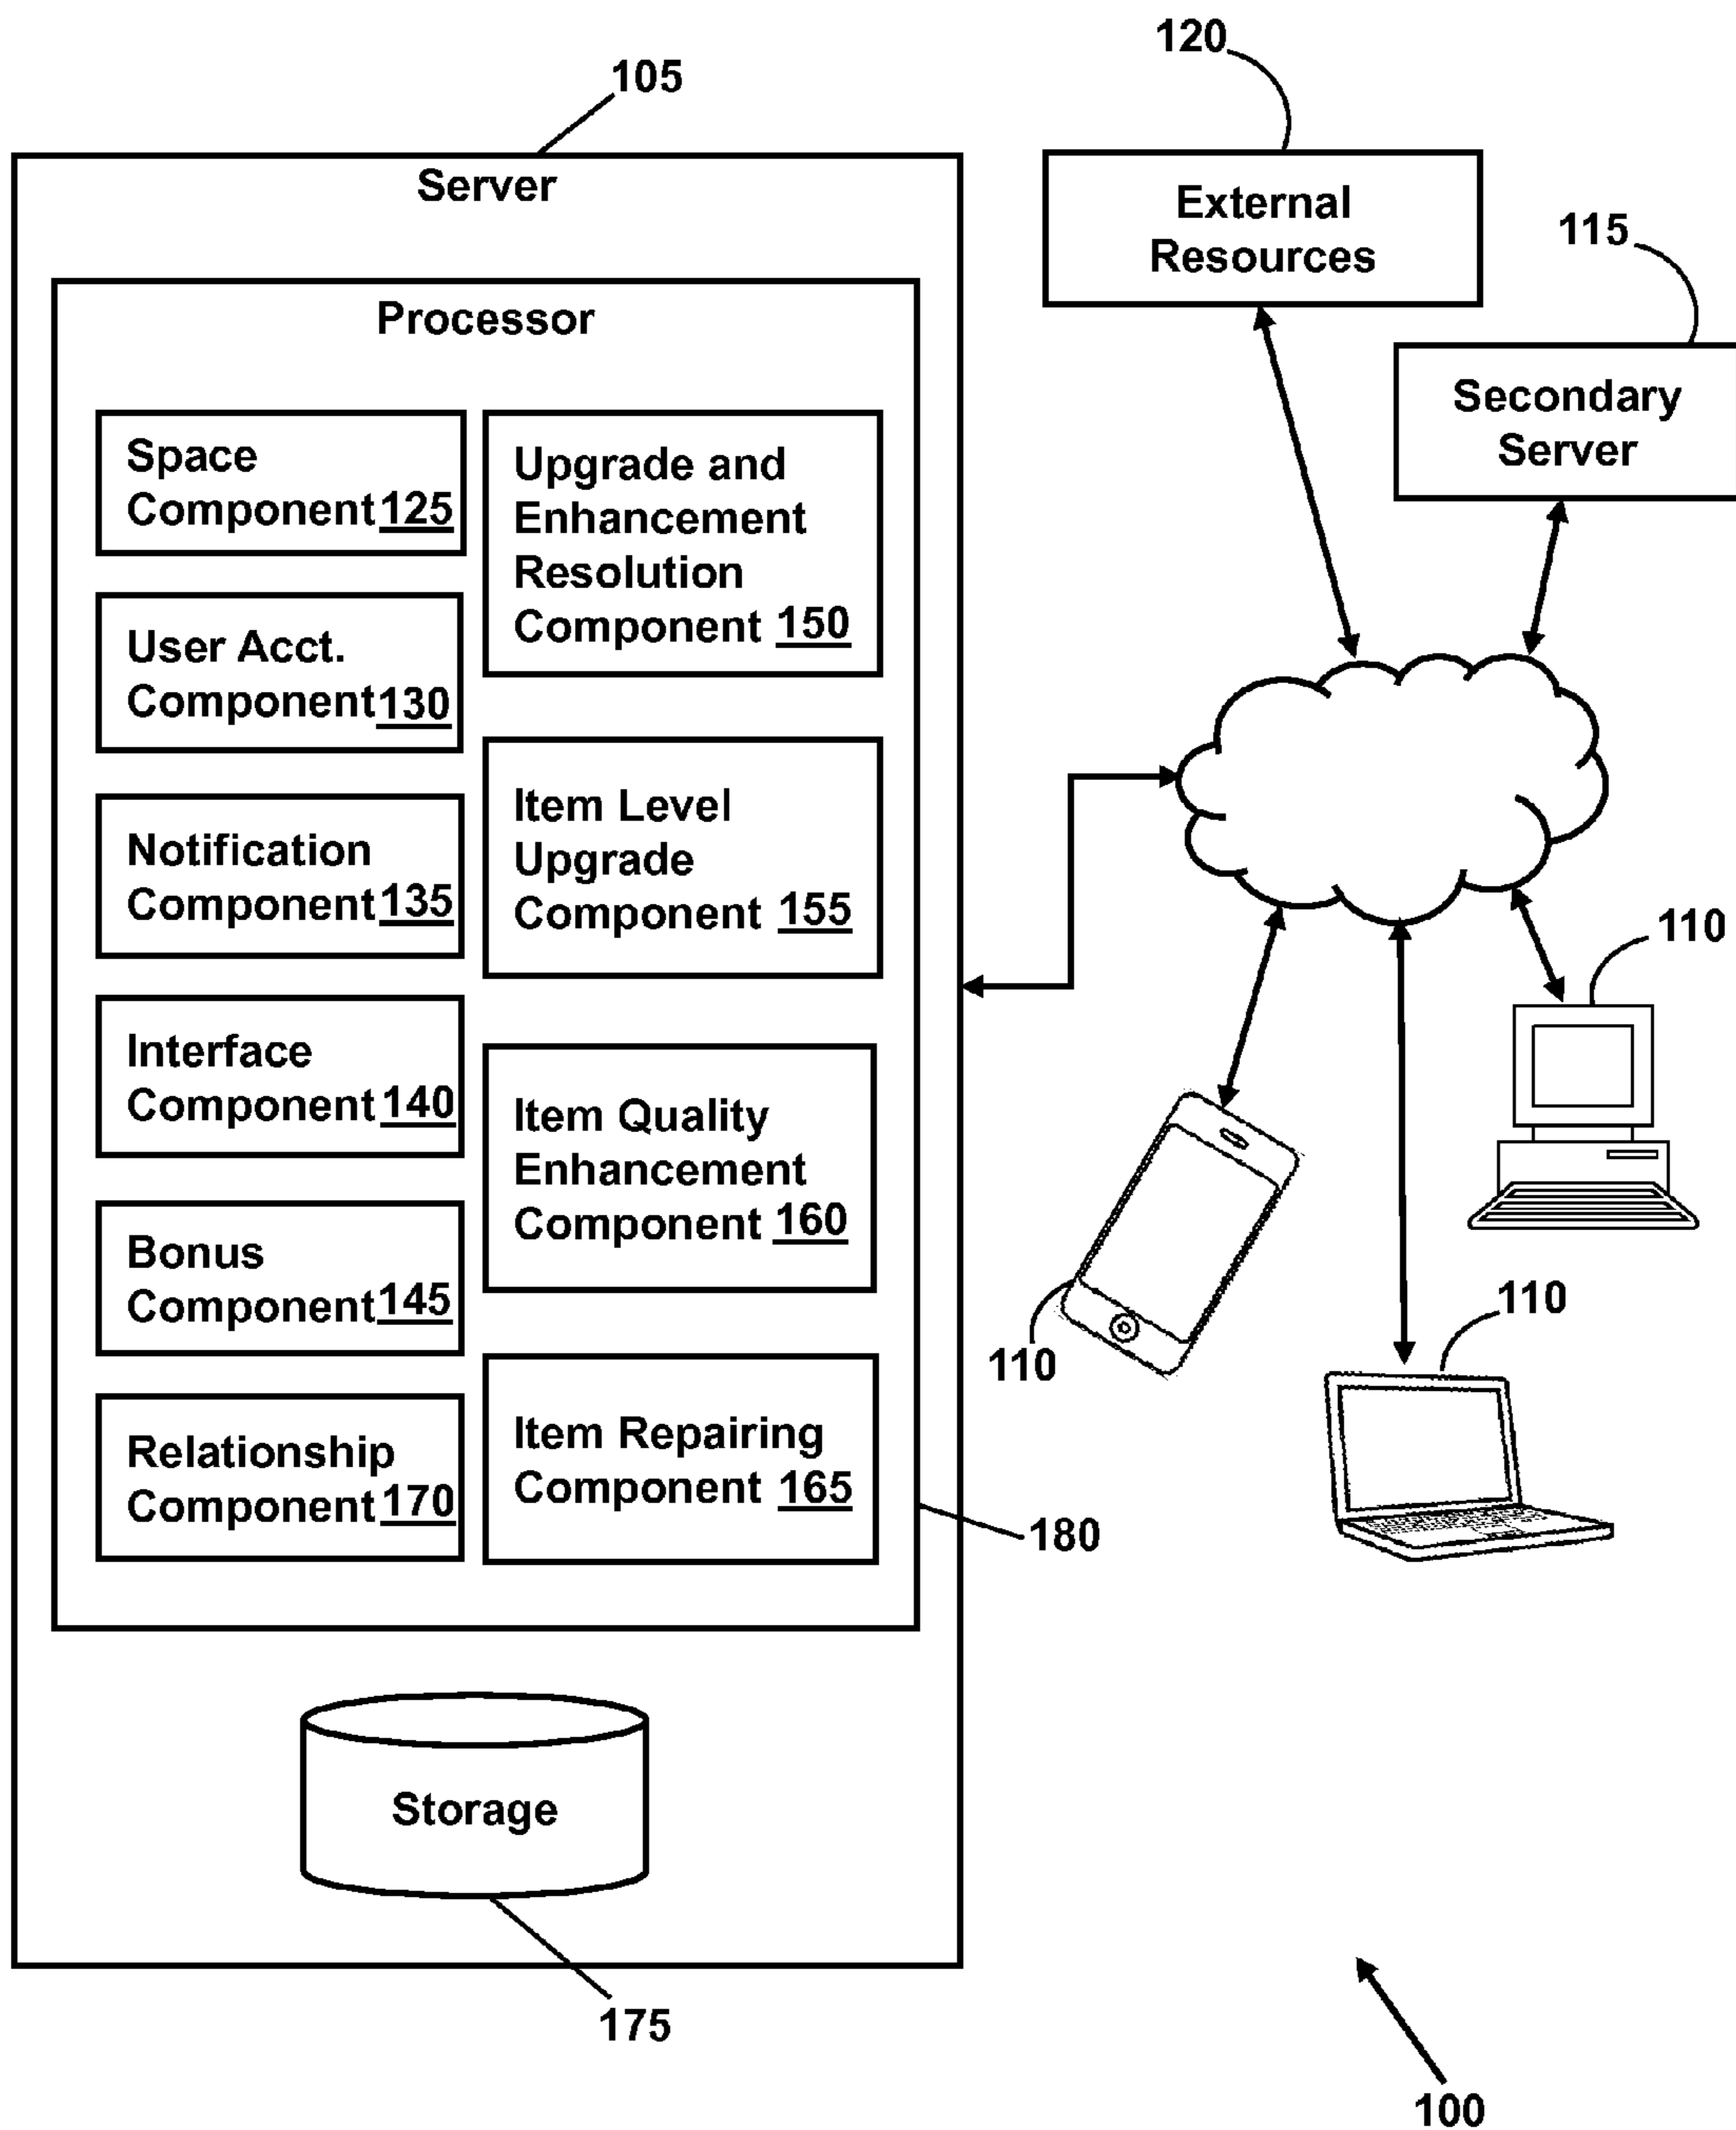 120
105
Server
External
Resources
115
Processor
Secondary
Server
Space
Component 125
Upgrade and
Enhancement
Resolution
Component 150
User Acct.
Component 130
Item Level
Upgrade
Component 155
Notification
Component 135
110
Interface
Component 140
Item Quality
Enhancement
Component 160
Bonus
Component 145
110
110
Relationship
Component 170
Item Repairing
Component 165
180
Storage
175
100